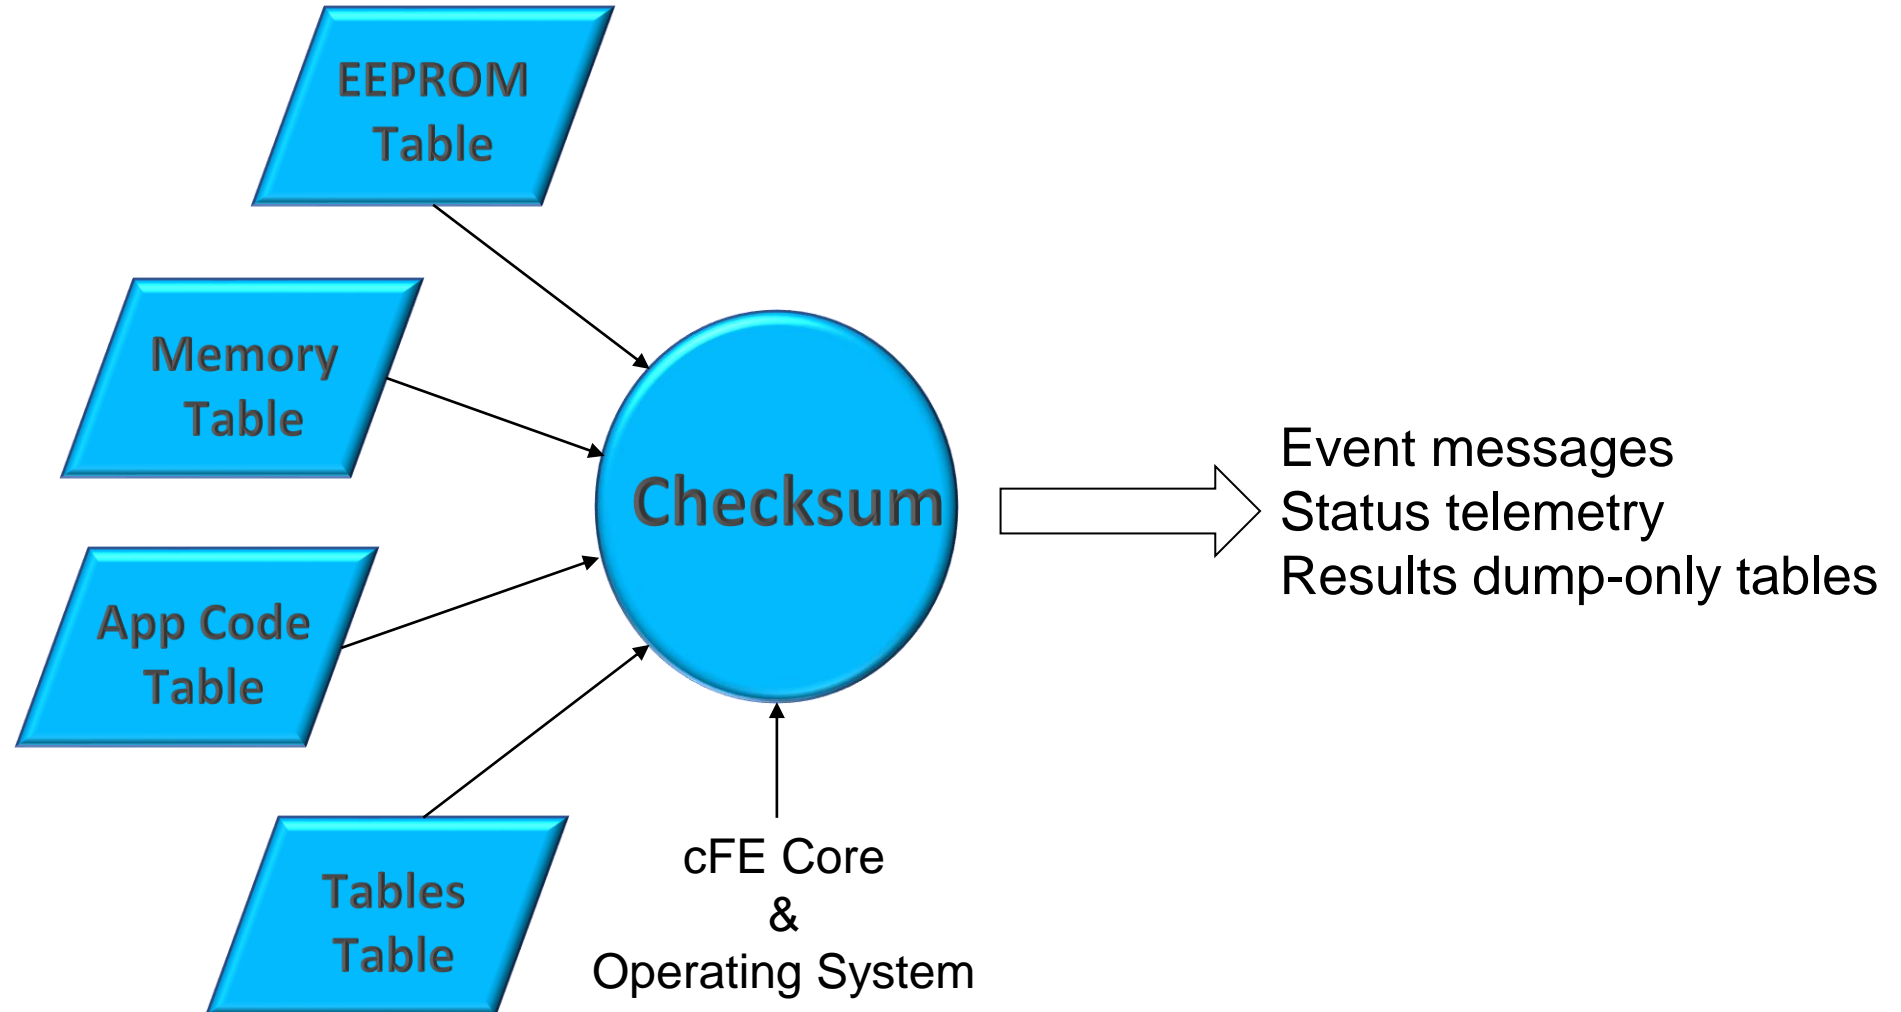 EEPROM
Table
Memory
Table
App Code
Table
Tables
Table
Checksum
cFE Core
&
Operating System
Event messages
Status telemetry
Results dump-only tables